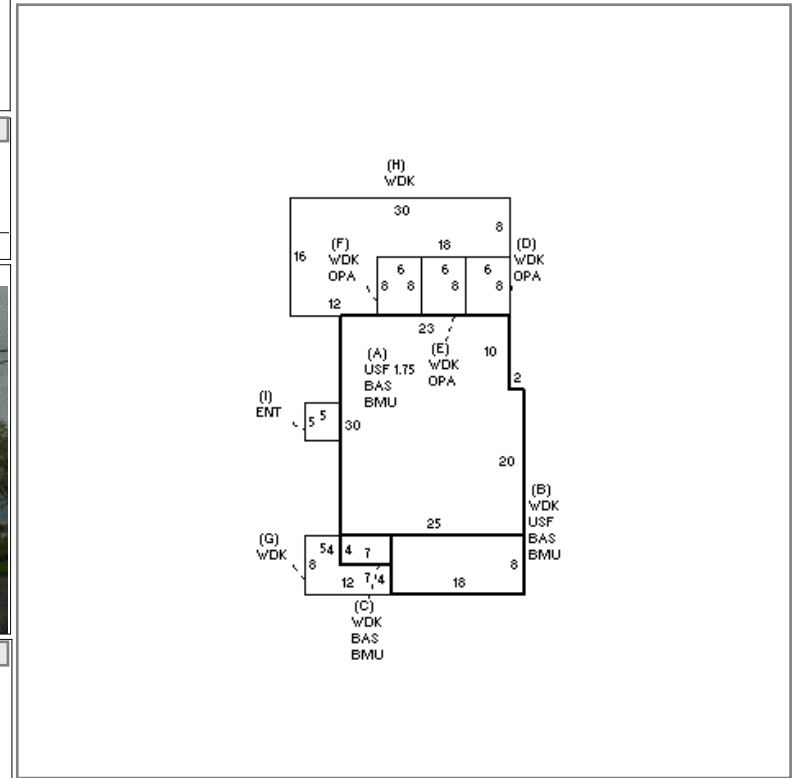 (H)
WDK
30
8
18
16
(F)
WDK
OPA
(D)
WDK
OPA
6
6
6
8
8
8
8
12
23
10
(A)
USF 1.75
BAS
BMU
(E)
WDK
OPA
2
(I)
ENT
5
5
30
20
(B)
WDK
USF
BAS
BMU
25
(G)
WDK
5
4
4
7
8
8
12
7
4
18
(C)
WDK
BAS
BMU